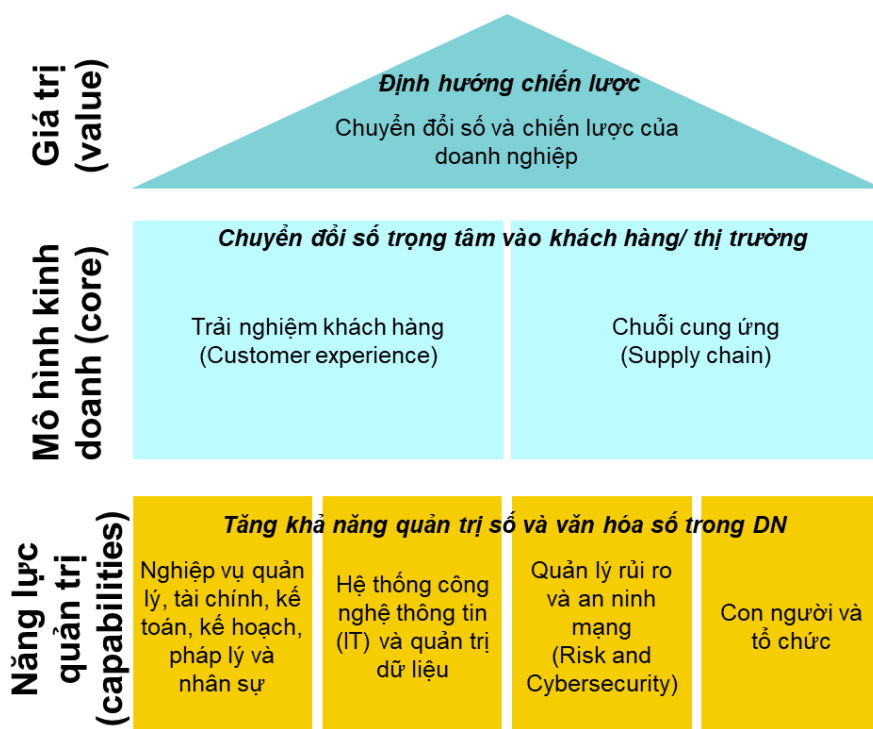 Giá trị
(value)
Định hướng chiến lược
Chuyển đổi số và chiến lược của
doanh nghiệp
Mô hình kinh
doanh (core)
Chuyển đổi số trọng tâm vào khách hàng/ thị trường
Trải nghiệm khách hàng
(Customer experience)
Chuỗi cung ứng
(Supply chain)
Năng lực
quản trị
(capabilities)
Tăng khả năng quản trị số và văn hóa số trong DN
Nghiệp vụ quản
lý, tài chính, kế
toán, kế hoạch,
pháp lý và
nhân sự
Hệ thống công
nghệ thông tin
(IT) và quản trị
dữ liệu
Quản lý rủi ro
và an ninh
mạng
(Risk and
Cybersecurity)
Con người và
tổ chức